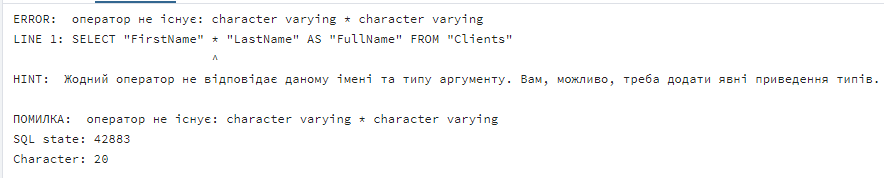 ERROR:  оператор не існує: character varying * character varying
LINE 1: SELECT "FirstName" * "LastName" AS "FullName" FROM "Clients"
                           ^
HINT:  Жодний оператор не відповідає даному імені та типу аргументу. Вам, можливо, треба додати явні приведення типів.
ПОМИЛКА:  оператор не існує: character varying * character varying
SQL state: 42883
Character: 20